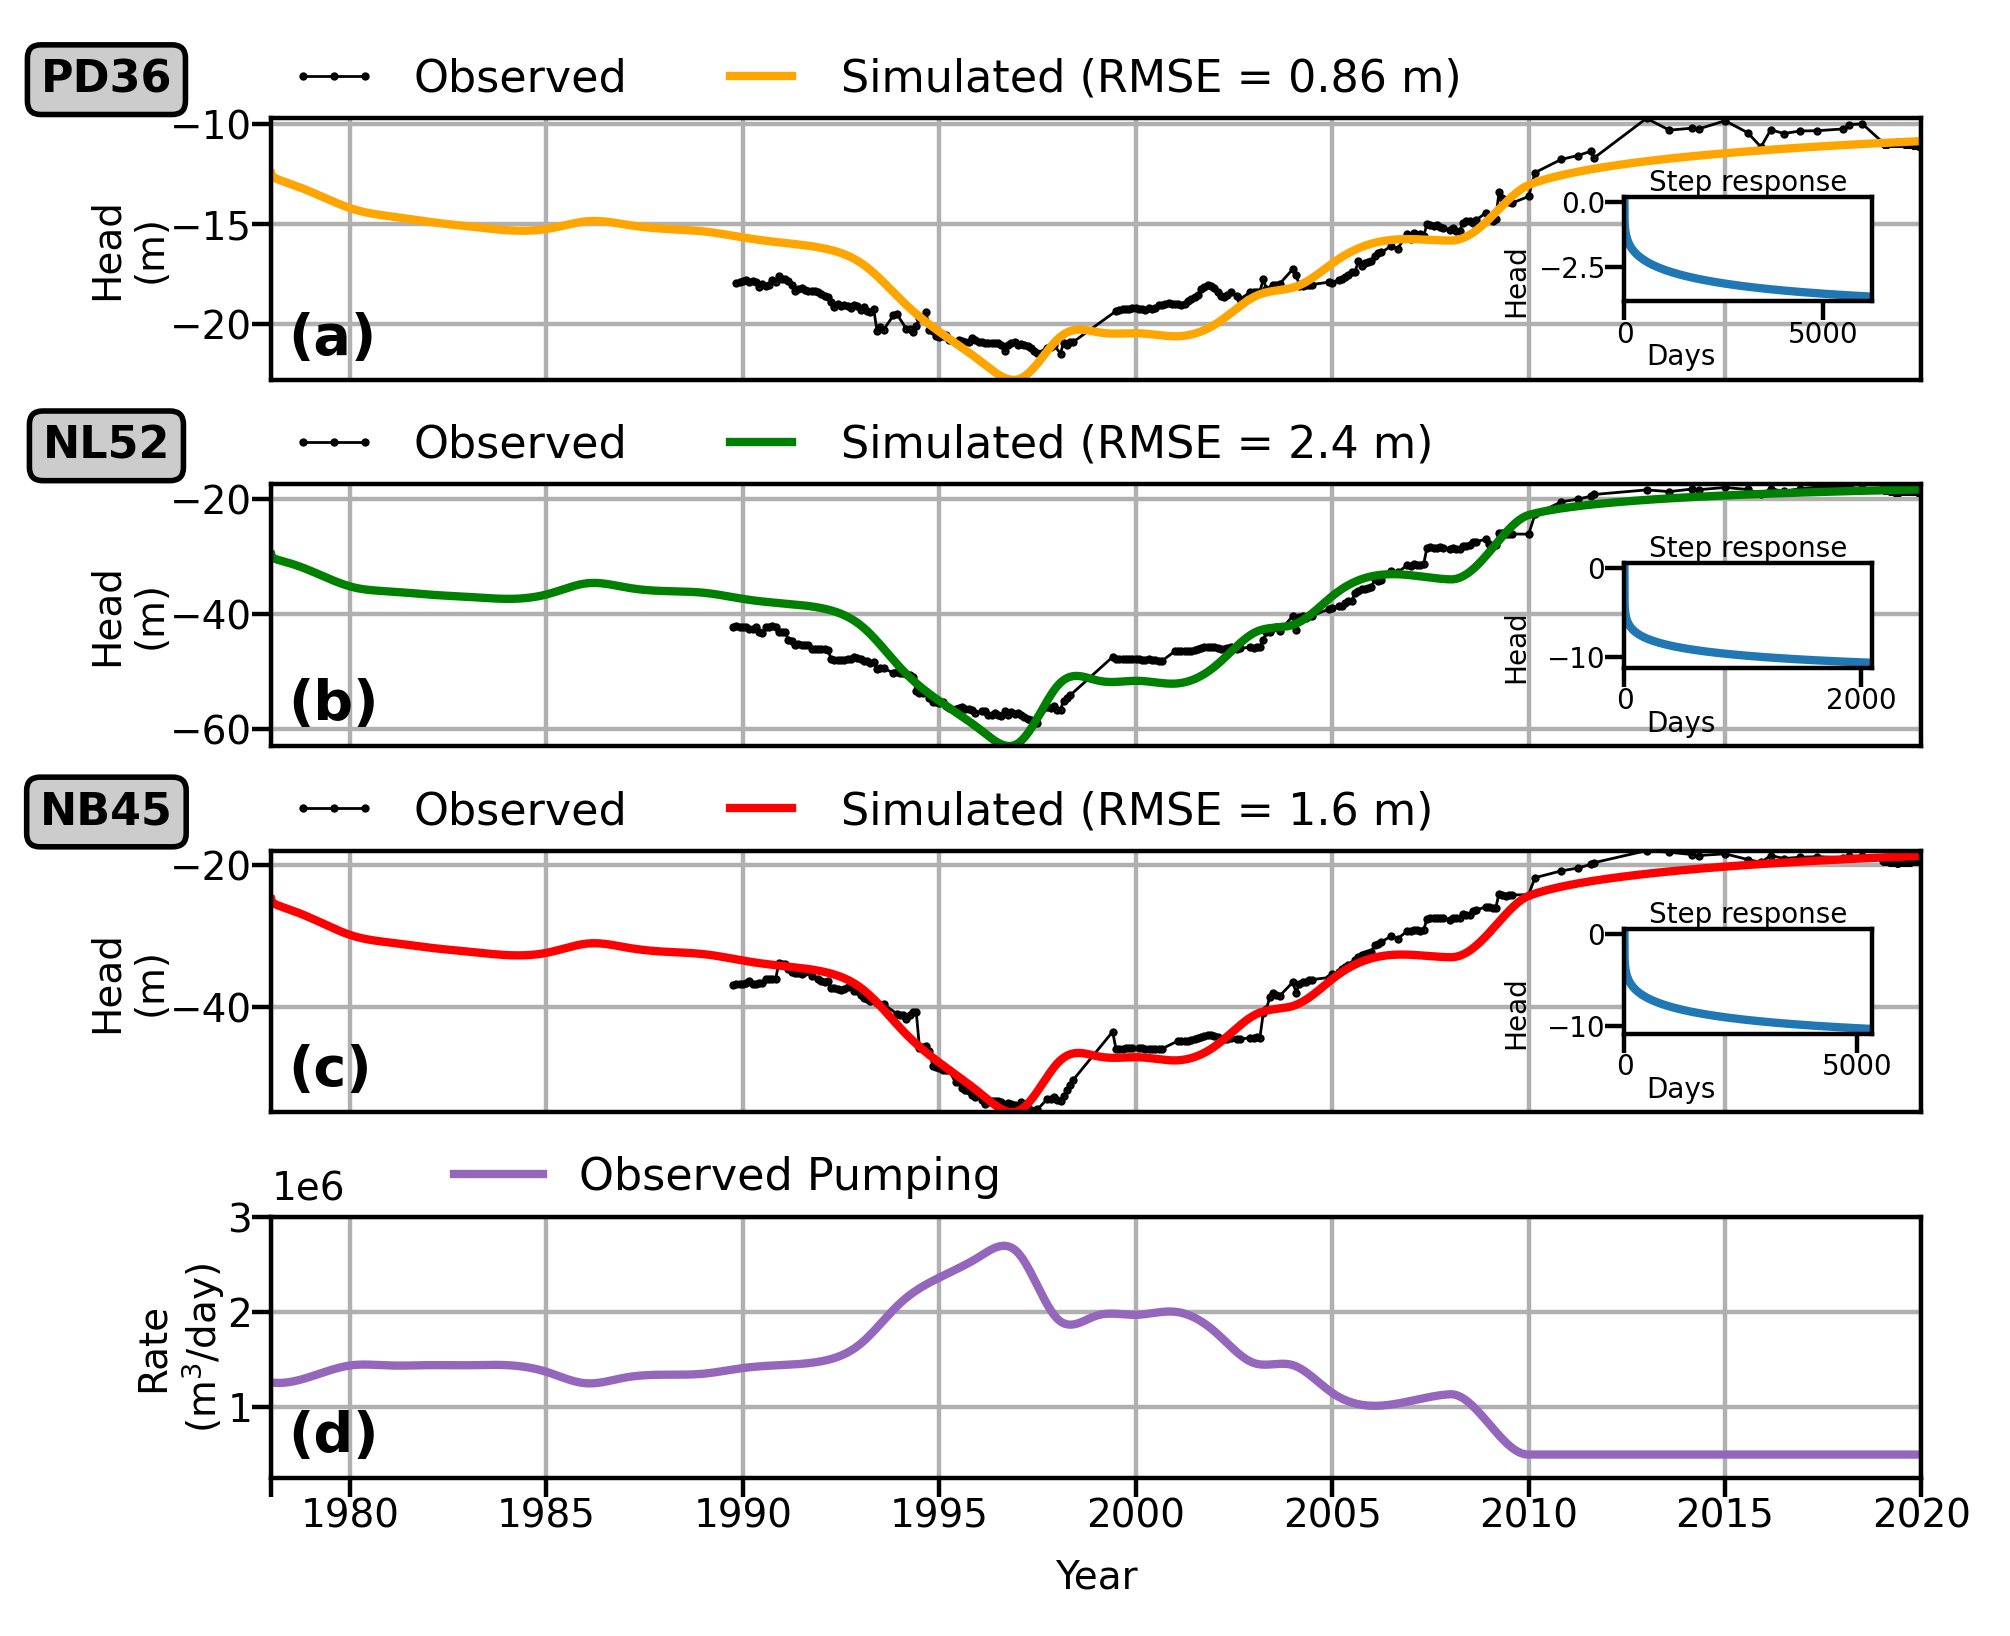 PD36
Observed
Simulated (RMSE = 0.86 m)
Head
(m)
−10
−15
−20
(a)
Step response
Head
0.0
−2.5
0
5000
Days
NL52
Observed
Simulated (RMSE = 2.4 m)
Head
(m)
−20
−40
−60
(b)
Step response
Head
0
−10
0
2000
Days
NB45
Observed
Simulated (RMSE = 1.6 m)
Head
(m)
−20
−40
(c)
Step response
Head
0
−10
0
5000
Days
1e6
Observed Pumping
Rate
(m³/day)
3
2
1
(d)
1980
1985
1990
1995
2000
2005
2010
2015
2020
Year